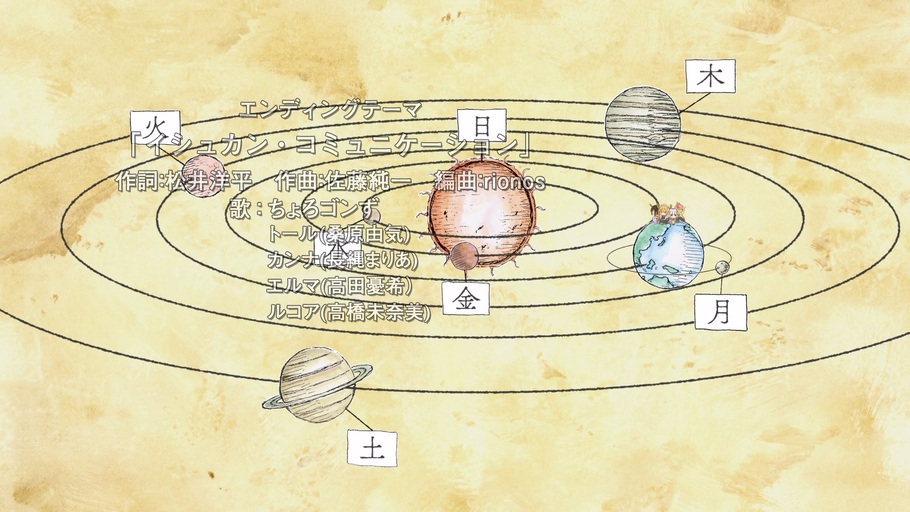 エンディングテーマ
「イシュカン・コミュニケーション」
作詞:松井洋平 作曲:佐藤純一 編曲:rionos
歌:ちょろゴンず
トール(桑原由気)
カンナ(長縄まりあ)
エルマ(高田憂希)
ルコア(高橋未奈美)
木
火
日
水
金
月
土